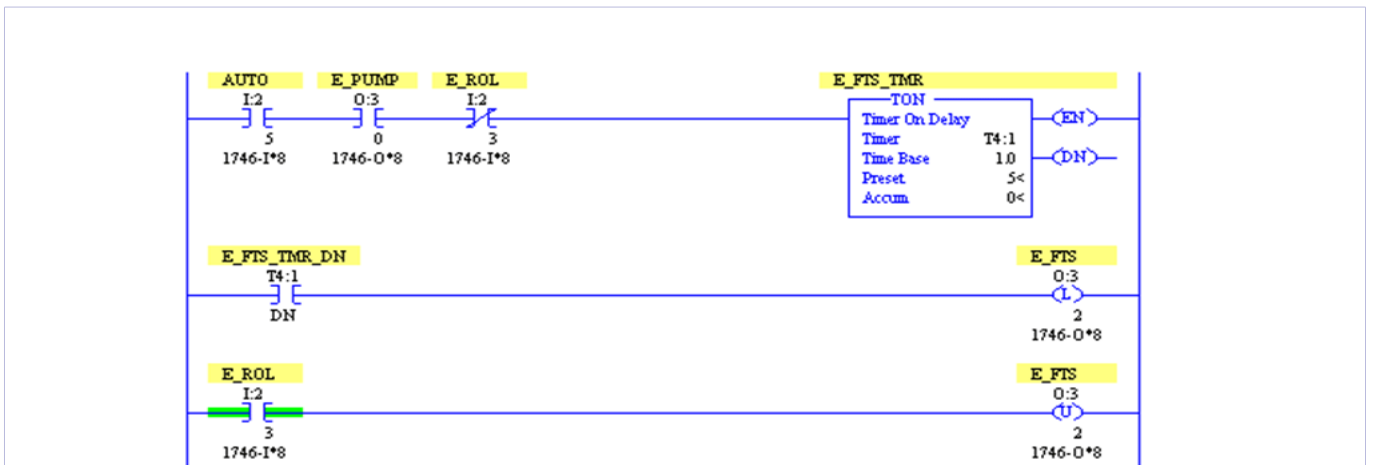 AUTO E_PUMP E_ROL E_FTS_TMR
I:2 O:3 I:2 TON
Timer On Delay EN
5 0 3 Timer T4:1
1746-I*8 1746-O*8 1746-I*8 Time Base 1.0 DN
Preset 5<
Accum 0<
E_FTS_TMR_DN E_FTS
T4:1 O:3
L
DN 2
1746-O*8
E_ROL E_FTS
I:2 O:3
U
3 2
1746-I*8 1746-O*8